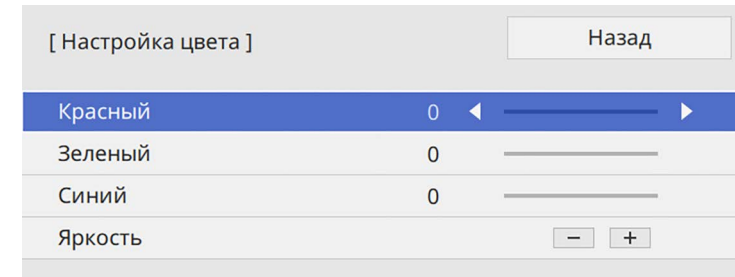 [ Настройка цвета ] Назад
Красный 0
Зеленый 0
Синий 0
Яркость − +